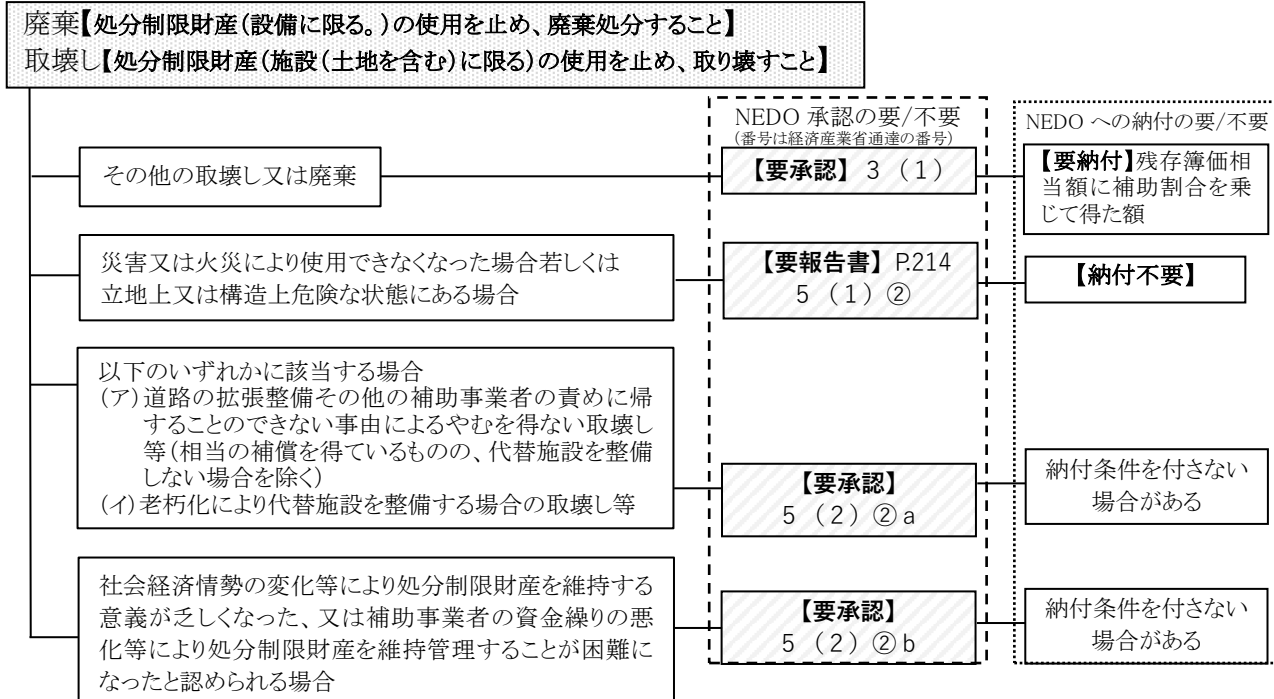 廃棄【処分制限財産(設備に限る。)の使用を止め、廃棄処分すること】
取壊し【処分制限財産(施設(土地を含む)に限る)の使用を止め、取り壊すこと】
NEDO 承認の要/不要
(番号は経済産業省通達の番号)
NEDO への納付の要/不要
その他の取壊し又は廃棄
【要承認】 3 (1)
【要納付】残存簿価相
当額に補助割合を乗
じて得た額
災害又は火災により使用できなくなった場合若しくは
立地上又は構造上危険な状態にある場合
【要報告書】 P.214
5 (1) ②
【納付不要】
以下のいずれかに該当する場合
(ア)道路の拡張整備その他の補助事業者の責めに帰
することのできない事由によるやむを得ない取壊し
等(相当の補償を得ているものの、代替施設を整備
しない場合を除く)
(イ)老朽化により代替施設を整備する場合の取壊し等
【要承認】
5 (2) ② a
納付条件を付さない
場合がある
社会経済情勢の変化等により処分制限財産を維持する
意義が乏しくなった、又は補助事業者の資金繰りの悪
化等により処分制限財産を維持管理することが困難に
なったと認められる場合
【要承認】
5 (2) ② b
納付条件を付さない
場合がある